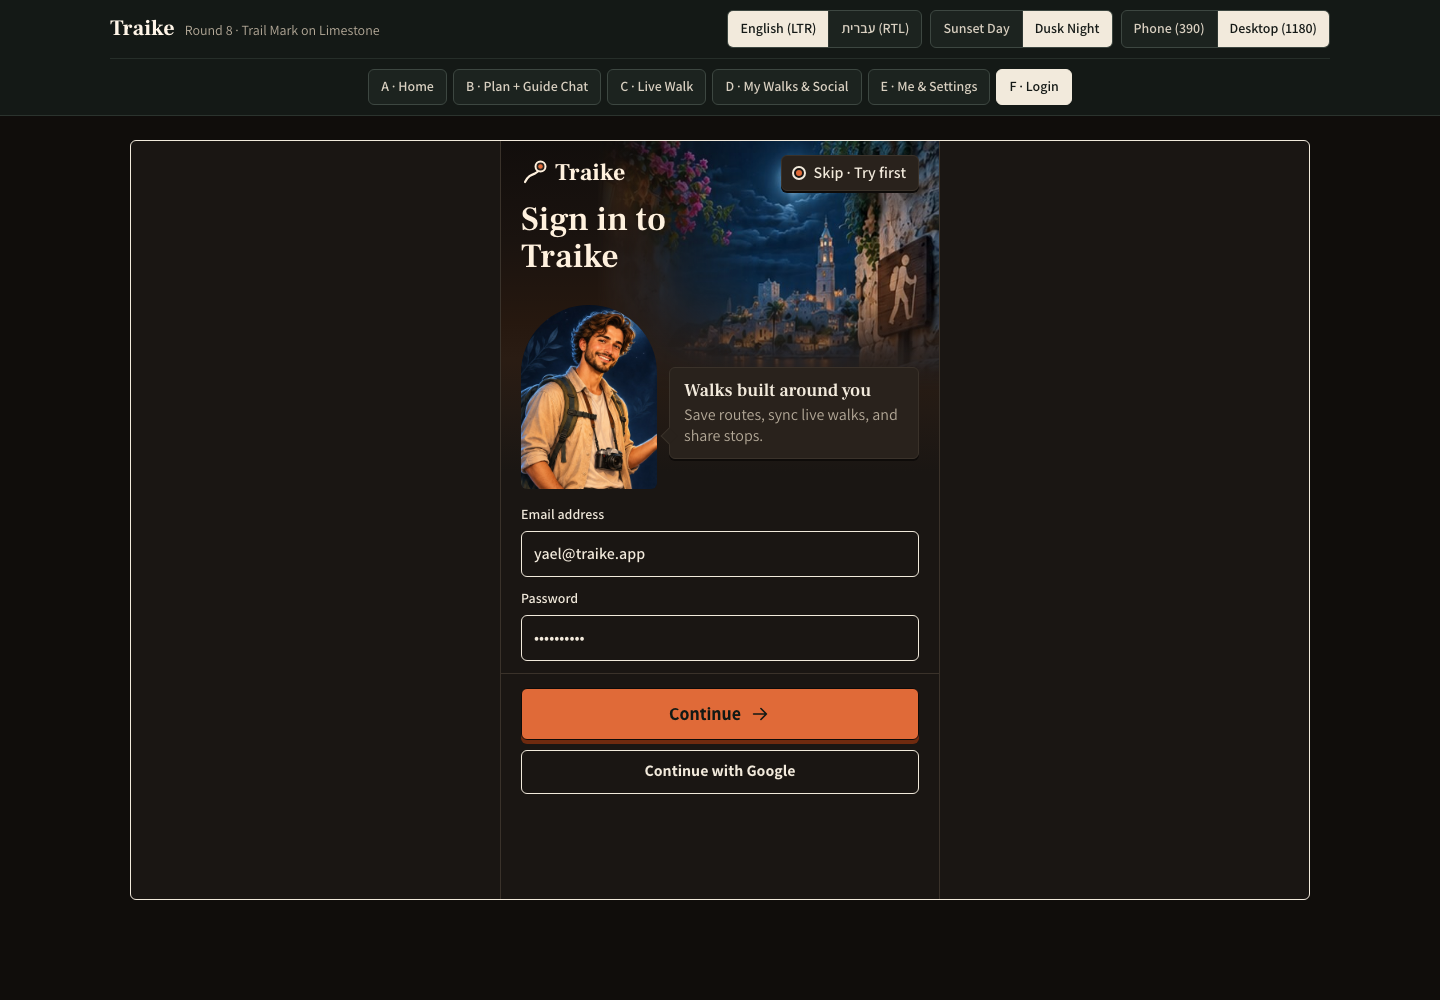 Traike
Round 8 · Trail Mark on Limestone
English (LTR)
עברית (RTL)
Sunset Day
Dusk Night
Phone (390)
Desktop (1180)
A · Home
B · Plan + Guide Chat
C · Live Walk
D · My Walks & Social
E · Me & Settings
F · Login
Traike
Skip · Try first
Sign in to
Traike
Walks built around you
Save routes, sync live walks, and
share stops.
Email address
yael@traike.app
Password
••••••••••
Continue →
Continue with Google